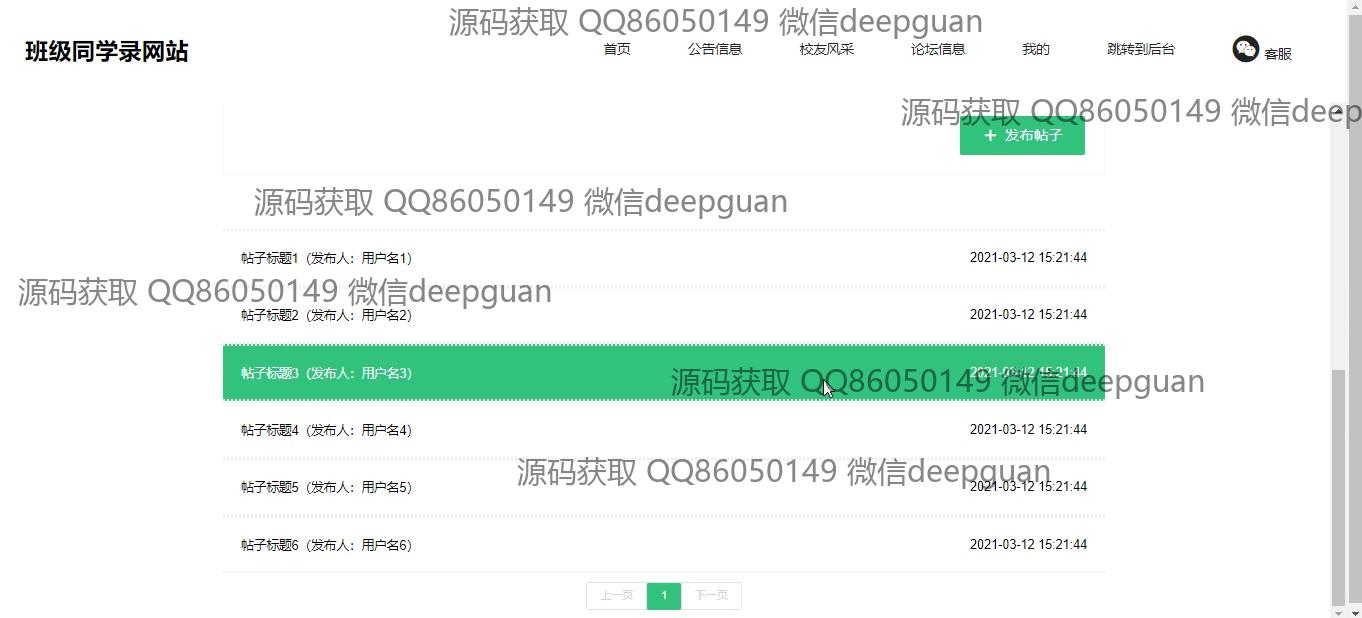 源码获取 QQ86050149 微信deepguan
班级同学录网站
首页
公告信息
校友风采
论坛信息
我的
跳转到后台
客服
源码获取 QQ86050149 微信deep
+ 发布帖子
源码获取 QQ86050149 微信deepguan
帖子标题1（发布人：用户名1） 2021-03-12 15:21:44
源码获取 QQ86050149 微信deepguan
帖子标题2（发布人：用户名2） 2021-03-12 15:21:44
帖子标题3（发布人：用户名3） 2021-03-12 15:21:44
源码获取 QQ86050149 微信deepguan
帖子标题4（发布人：用户名4） 2021-03-12 15:21:44
源码获取 QQ86050149 微信deepguan
帖子标题5（发布人：用户名5） 2021-03-12 15:21:44
帖子标题6（发布人：用户名6） 2021-03-12 15:21:44
上一页 1 下一页